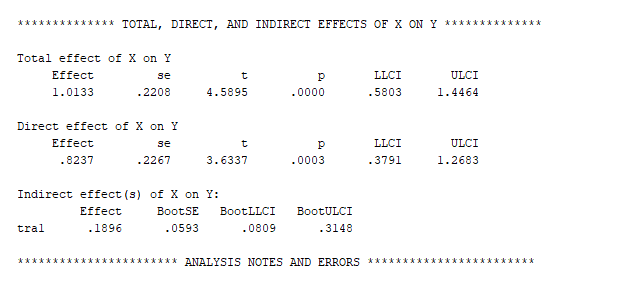 ************** TOTAL, DIRECT, AND INDIRECT EFFECTS OF X ON Y **************
Total effect of X on Y
Effect se t p LLCI ULCI
1.0133 .2208 4.5895 .0000 .5803 1.4464
Direct effect of X on Y
Effect se t p LLCI ULCI
.8237 .2267 3.6337 .0003 .3791 1.2683
Indirect effect(s) of X on Y:
Effect BootSE BootLLCI BootULCI
tral .1896 .0593 .0809 .3148
*********************** ANALYSIS NOTES AND ERRORS ************************